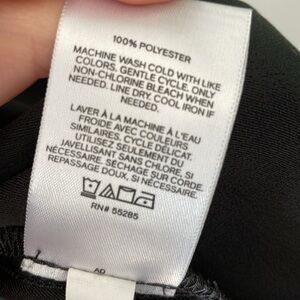 100% POLYESTER
MACHINE WASH COLD WITH LIKE
COLORS. GENTLE CYCLE. ONLY
NON-CHLORINE BLEACH WHEN
NEEDED. LINE DRY. COOL IRON IF
NEEDED.
LAVER À LA MACHINE À L'EAU
FROIDE AVEC COULEURS
SIMILAIRES. CYCLE DÉLICAT.
UTILISEZ SEULEMENT DU
JAVELLISANT SANS CHLORE, SI
NÉCESSAIRE. SÉCHAGE SUR CORDE.
REPASSAGE DOUX, SI NÉCESSAIRE.
RN# 55285
AD